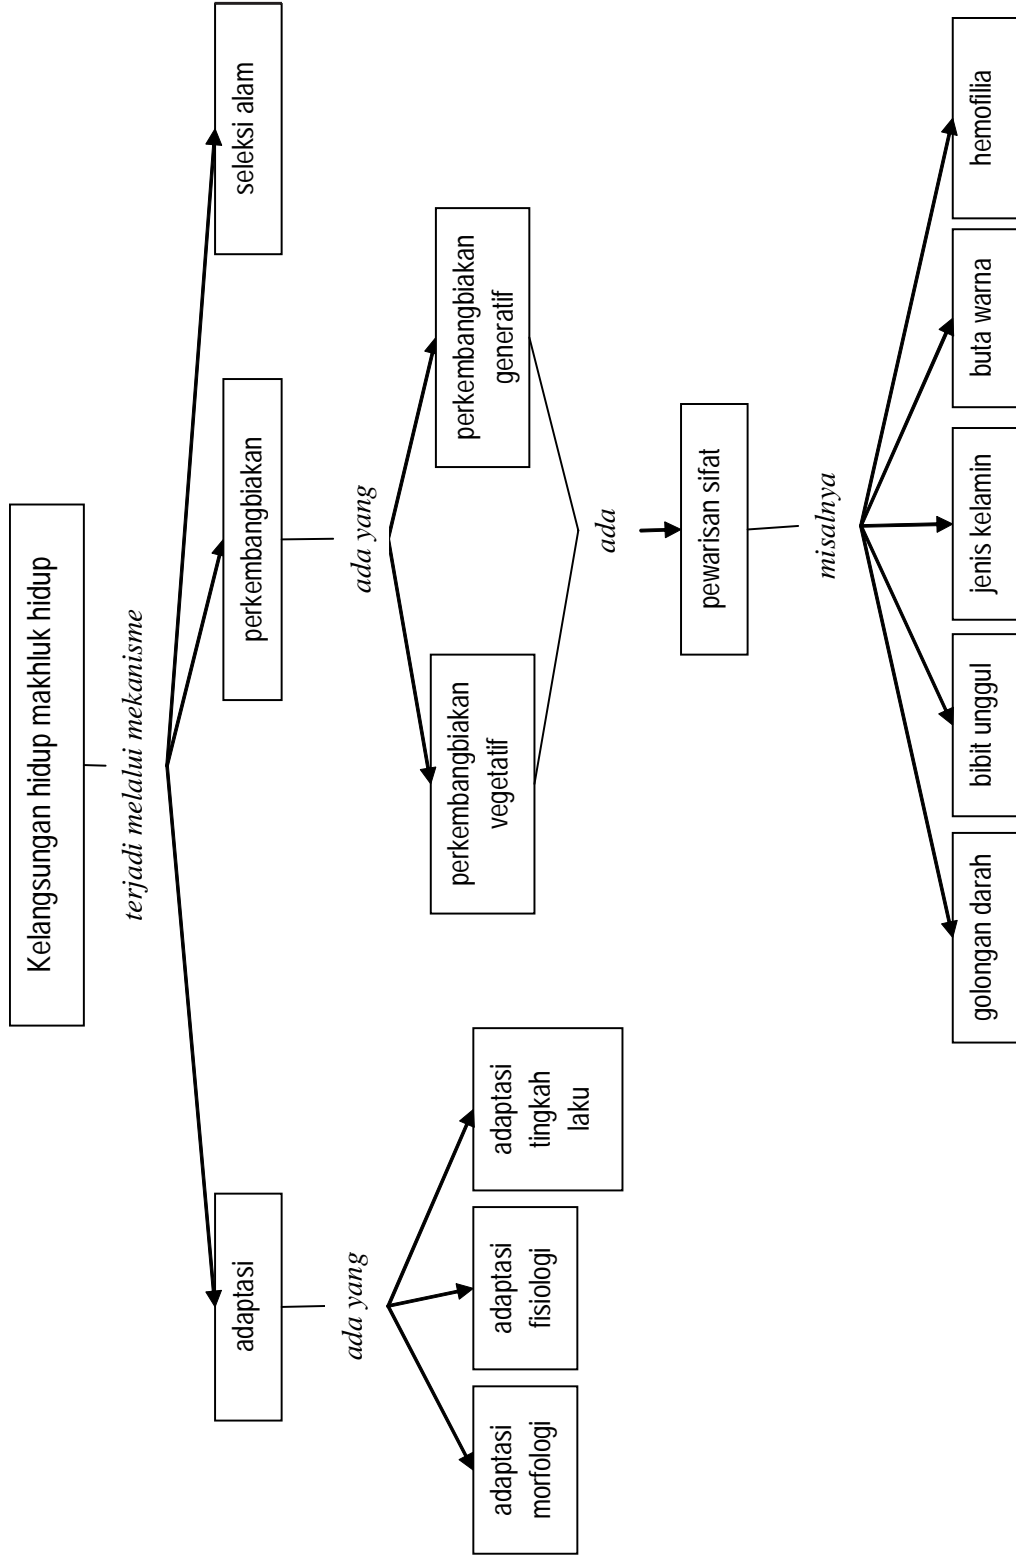 Kelangsungan hidup makhluk hidup
terjadi melalui mekanisme
adaptasi
perkembangbiakan
seleksi alam
ada yang
ada yang
adaptasi
morfologi
adaptasi
fisiologi
adaptasi
tingkah
laku
perkembangbiakan
vegetatif
perkembangbiakan
generatif
ada
pewarisan sifat
misalnya
golongan darah
bibit unggul
jenis kelamin
buta warna
hemofilia